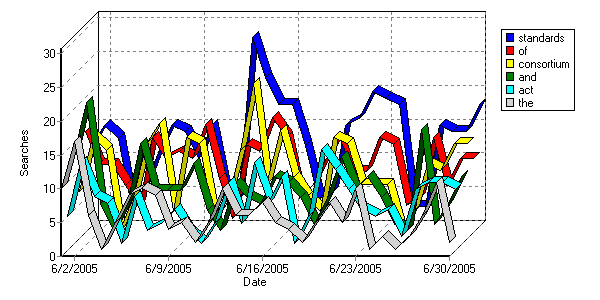 30
25
20
15
10
5
0
Searches
6/2/2005 6/9/2005 6/16/2005 6/23/2005 6/30/2005
Date
standards
of
consortium
and
act
the